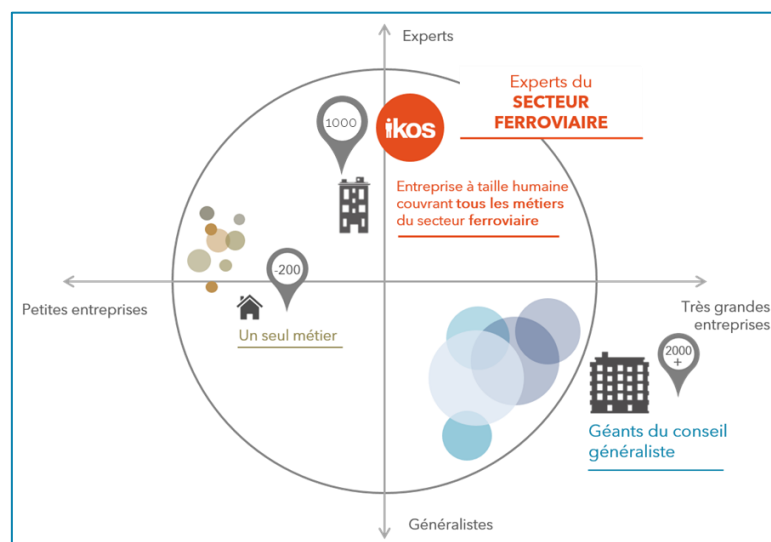 Experts
Experts du
SECTEUR
FERROVIAIRE
1000
ikos
Entreprise à taille humaine
couvrant tous les métiers
du secteur ferroviaire
-200
Petites entreprises
Très grandes
entreprises
Un seul métier
2000
+
Géants du conseil
généraliste
Généralistes